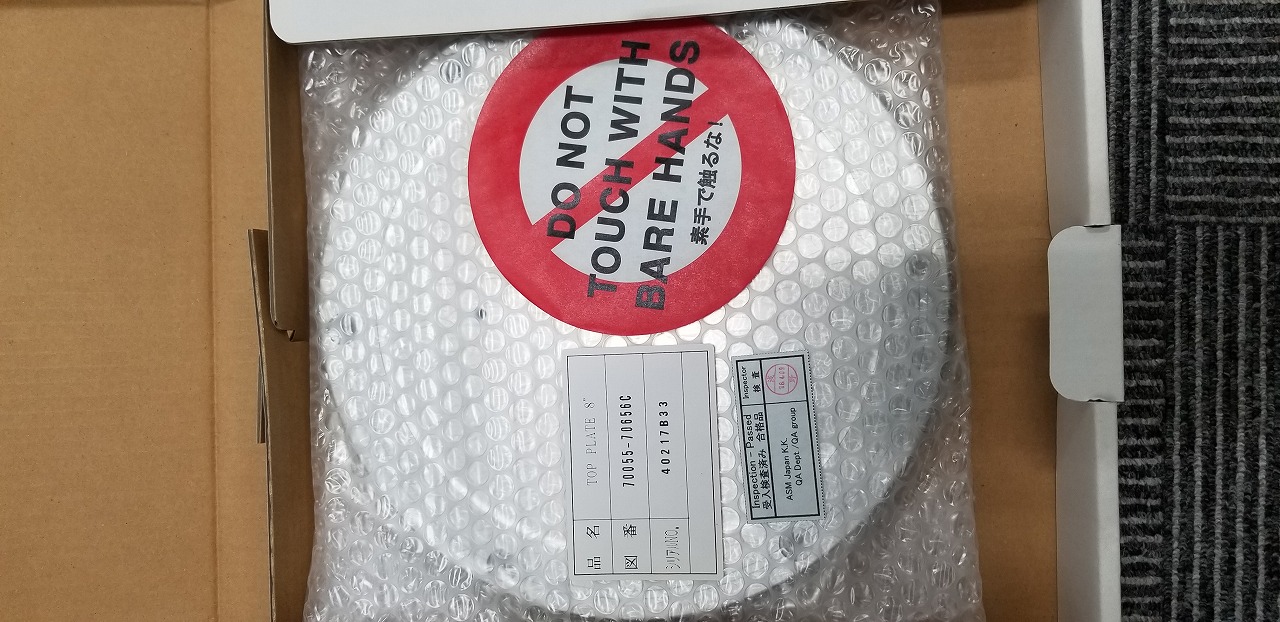 DO NOT
TOUCH WITH
BARE HANDS
素手で触るな！
品 名 TOP PLATE 8"
図 番 70055-70656C
シリアルNO. 40217B33
Inspection - Passed
受入検査済み 合格品
Inspector
検 査
ASM Japan K.K.
QA Dept / QA group